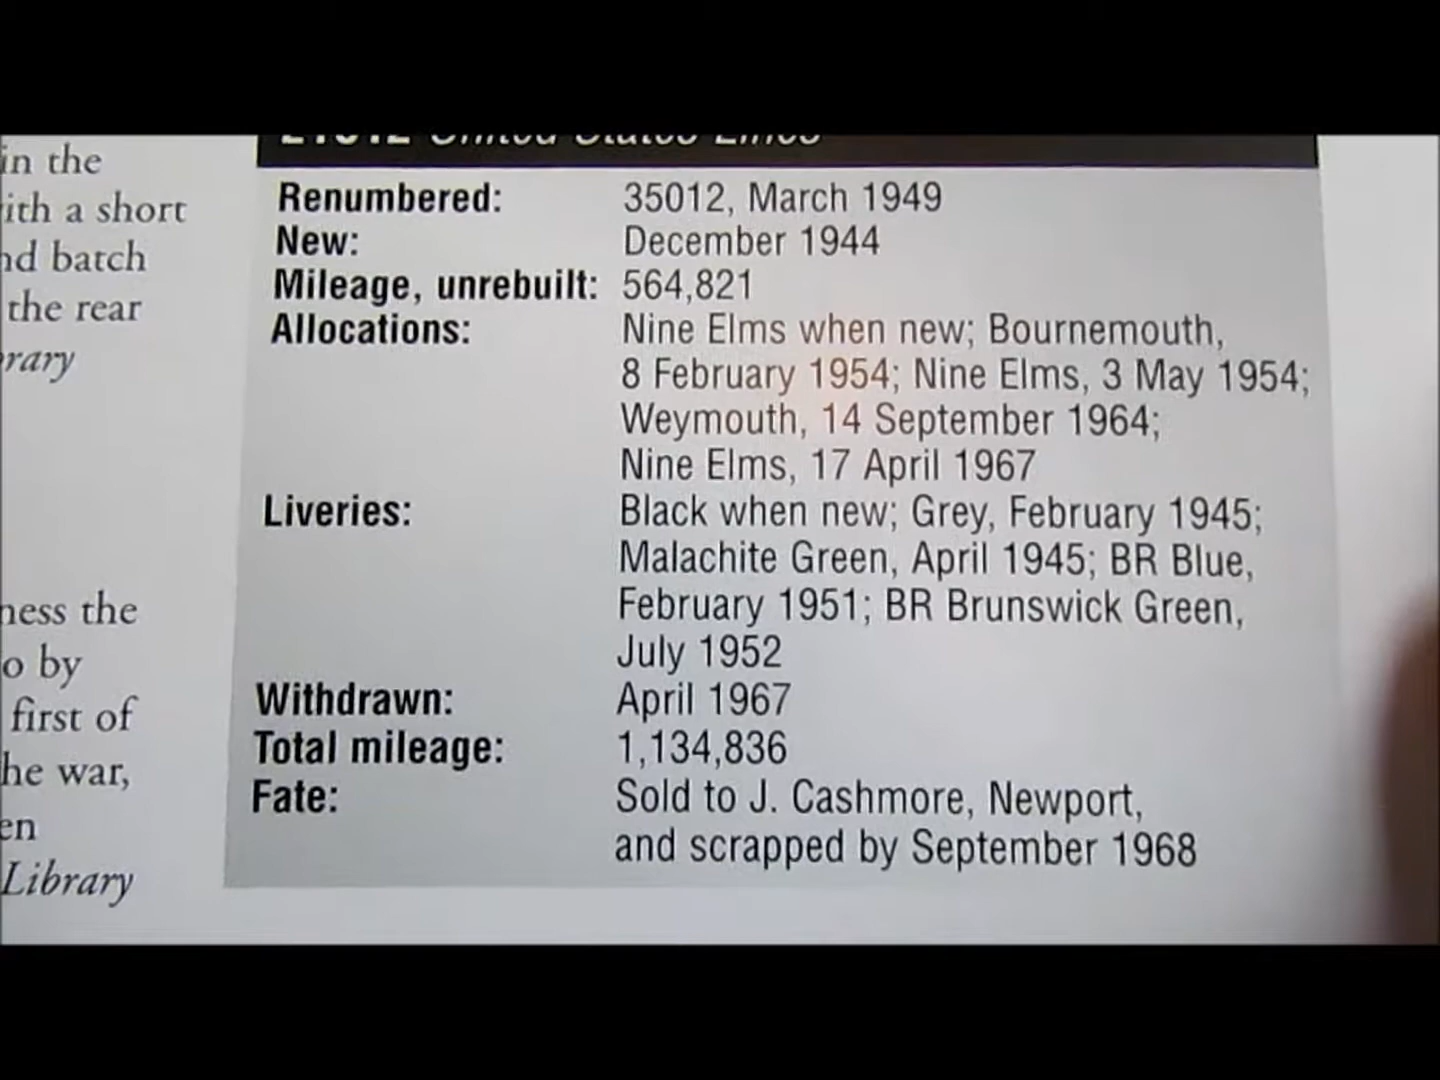 in the
ith a short
nd batch
the rear
rary
ness the
o by
first of
he war,
en
Library
United States Lines
Renumbered: 35012, March 1949
New: December 1944
Mileage, unrebuilt: 564,821
Allocations: Nine Elms when new; Bournemouth,
8 February 1954; Nine Elms, 3 May 1954;
Weymouth, 14 September 1964;
Nine Elms, 17 April 1967
Liveries: Black when new; Grey, February 1945;
Malachite Green, April 1945; BR Blue,
February 1951; BR Brunswick Green,
July 1952
Withdrawn: April 1967
Total mileage: 1,134,836
Fate: Sold to J. Cashmore, Newport,
and scrapped by September 1968